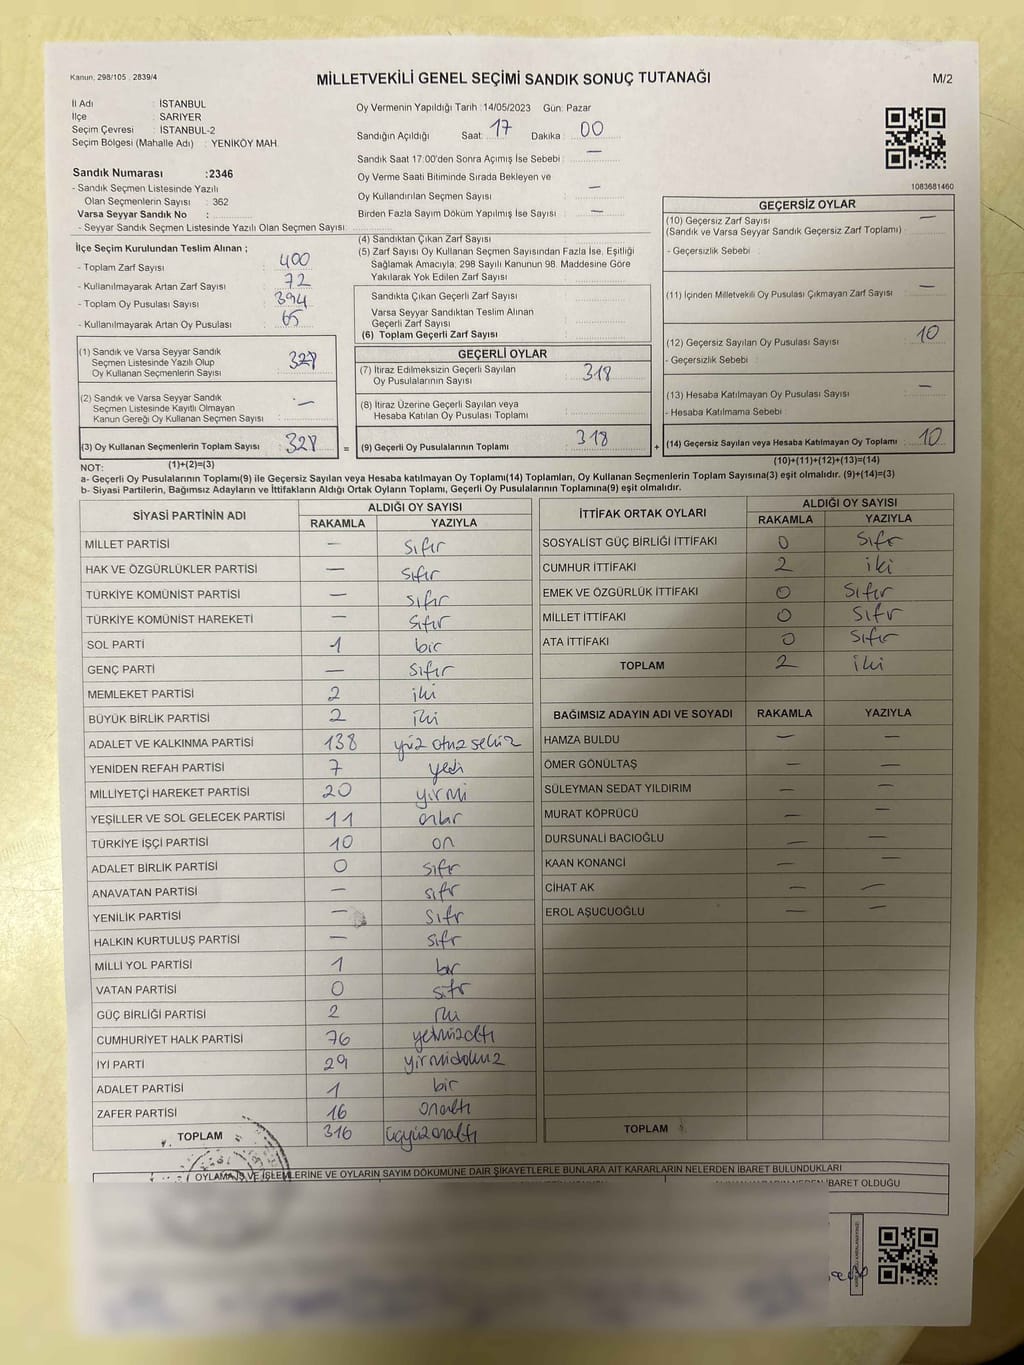 Kanun, 298/105 , 2839/4
MİLLETVEKİLİ GENEL SEÇİMİ SANDIK SONUÇ TUTANAĞI
M/2
İl Adı : İSTANBUL
İlçe : SARIYER
Seçim Çevresi : İSTANBUL-2
Seçim Bölgesi (Mahalle Adı) : YENİKÖY MAH.
Sandık Numarası :2346
- Sandık Seçmen Listesinde Yazılı
Olan Seçmenlerin Sayısı : 362
Varsa Seyyar Sandık No :
- Seyyar Sandık Seçmen Listesinde Yazılı Olan Seçmen Sayısı
Oy Vermenin Yapıldığı Tarih :14/05/2023 Gün: Pazar
Sandığın Açıldığı Saat: 17 Dakika : 00
Sandık Saat 17:00'den Sonra Açımış İse Sebebi : —
Oy Verme Saati Bitiminde Sırada Bekleyen ve
Oy Kullandırılan Seçmen Sayısı : —
Birden Fazla Sayım Döküm Yapılmış İse Sayısı : —
1083681460
İlçe Seçim Kurulundan Teslim Alınan ;
- Toplam Zarf Sayısı : 400
- Kullanılmayarak Artan Zarf Sayısı : 72
- Toplam Oy Pusulası Sayısı : 394
- Kullanılmayarak Artan Oy Pusulası : 65
(1) Sandık ve Varsa Seyyar Sandık
Seçmen Listesinde Yazılı Olup
Oy Kullanan Seçmenlerin Sayısı : 328
(2) Sandık ve Varsa Seyyar Sandık
Seçmen Listesinde Kayıtlı Olmayan
Kanun Gereği Oy Kullanan Seçmen Sayısı : —
(3) Oy Kullanan Seçmenlerin Toplam Sayısı : 328 =
(1)+(2)=(3)
(4) Sandıktan Çıkan Zarf Sayısı :
(5) Zarf Sayısı Oy Kullanan Seçmen Sayısından Fazla İse, Eşitliği
Sağlamak Amacıyla; 298 Sayılı Kanunun 98. Maddesine Göre
Yakılarak Yok Edilen Zarf Sayısı :
Sandıkta Çıkan Geçerli Zarf Sayısı :
Varsa Seyyar Sandıktan Teslim Alınan
Geçerli Zarf Sayısı :
(6) Toplam Geçerli Zarf Sayısı :
GEÇERLİ OYLAR
(7) İtiraz Edilmeksizin Geçerli Sayılan
Oy Pusulalarının Sayısı : 318
(8) İtiraz Üzerine Geçerli Sayılan veya
Hesaba Katılan Oy Pusulası Toplamı :
(9) Geçerli Oy Pusulalarının Toplamı : 318 +
GEÇERSİZ OYLAR
(10) Geçersiz Zarf Sayısı
(Sandık ve Varsa Seyyar Sandık Geçersiz Zarf Toplamı) : —
- Geçersizlik Sebebi :
(11) İçinden Milletvekili Oy Pusulası Çıkmayan Zarf Sayısı : —
(12) Geçersiz Sayılan Oy Pusulası Sayısı : 10
- Geçersizlik Sebebi :
(13) Hesaba Katılmayan Oy Pusulası Sayısı : —
- Hesaba Katılmama Sebebi :
(14) Geçersiz Sayılan veya Hesaba Katılmayan Oy Toplamı : 10
(10)+(11)+(12)+(13)=(14)
NOT:
a- Geçerli Oy Pusulalarının Toplamı(9) ile Geçersiz Sayılan veya Hesaba katılmayan Oy Toplamı(14) Toplamları, Oy Kullanan Seçmenlerin Toplam Sayısına(3) eşit olmalıdır. (9)+(14)=(3)
b- Siyasi Partilerin, Bağımsız Adayların ve İttifakların Aldığı Ortak Oyların Toplamı, Geçerli Oy Pusulalarının Toplamına(9) eşit olmalıdır.
SİYASİ PARTİNİN ADI ALDIĞI OY SAYISI
RAKAMLA YAZIYLA
MİLLET PARTİSİ — sıfır
HAK VE ÖZGÜRLÜKLER PARTİSİ — sıfır
TÜRKİYE KOMÜNİST PARTİSİ — sıfır
TÜRKİYE KOMÜNİST HAREKETİ — sıfır
SOL PARTİ 1 bir
GENÇ PARTİ — sıfır
MEMLEKET PARTİSİ 2 iki
BÜYÜK BİRLİK PARTİSİ 2 iki
ADALET VE KALKINMA PARTİSİ 138 yüz otuz sekiz
YENİDEN REFAH PARTİSİ 7 yedi
MİLLİYETÇİ HAREKET PARTİSİ 20 yirmi
YEŞİLLER VE SOL GELECEK PARTİSİ 11 onbir
TÜRKİYE İŞÇİ PARTİSİ 10 on
ADALET BİRLİK PARTİSİ 0 sıfır
ANAVATAN PARTİSİ — sıfır
YENİLİK PARTİSİ — sıfır
HALKIN KURTULUŞ PARTİSİ — sıfır
MİLLİ YOL PARTİSİ 1 bir
VATAN PARTİSİ 0 sıfır
GÜÇ BİRLİĞİ PARTİSİ 2 iki
CUMHURİYET HALK PARTİSİ 76 yetmişaltı
İYİ PARTİ 29 yirmidokuz
ADALET PARTİSİ 1 bir
ZAFER PARTİSİ 16 onaltı
TOPLAM 316 üçyüzonaltı
İTTİFAK ORTAK OYLARI ALDIĞI OY SAYISI
RAKAMLA YAZIYLA
SOSYALİST GÜÇ BİRLİĞİ İTTİFAKI 0 sıfır
CUMHUR İTTİFAKI 2 iki
EMEK VE ÖZGÜRLÜK İTTİFAKI 0 sıfır
MİLLET İTTİFAKI 0 sıfır
ATA İTTİFAKI 0 sıfır
TOPLAM 2 iki
BAĞIMSIZ ADAYIN ADI VE SOYADI RAKAMLA YAZIYLA
HAMZA BULDU — —
ÖMER GÖNÜLTAŞ — —
SÜLEYMAN SEDAT YILDIRIM — —
MURAT KÖPRÜCÜ — —
DURSUNALİ BACIOĞLU — —
KAAN KONANCİ — —
CİHAT AK — —
EROL AŞUCUOĞLU — —
TOPLAM
OYLAMA İŞ VE İŞLEMLERİNE VE OYLARIN SAYIM DÖKÜMÜNE DAİR ŞİKAYETLERLE BUNLARA AİT KARARLARIN NELERDEN İBARET BULUNDUKLARI
İBARET OLDUĞU